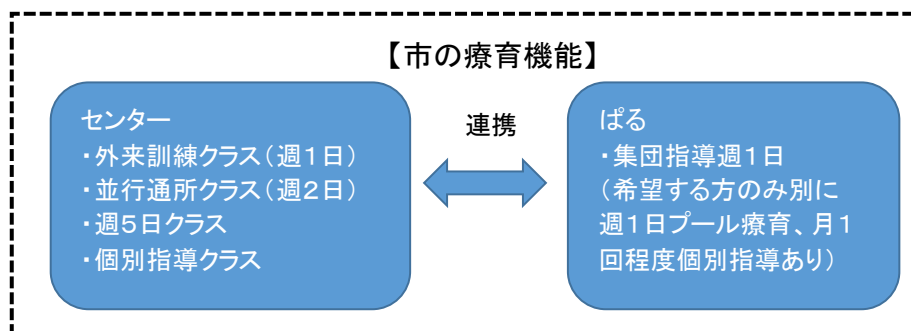 【市の療育機能】
センター
・外来訓練クラス(週1日)
・並行通所クラス(週2日)
・週5日クラス
・個別指導クラス
連携
ぱる
・集団指導週1日
(希望する方のみ別に
週1日プール療育、月1
回程度個別指導あり)